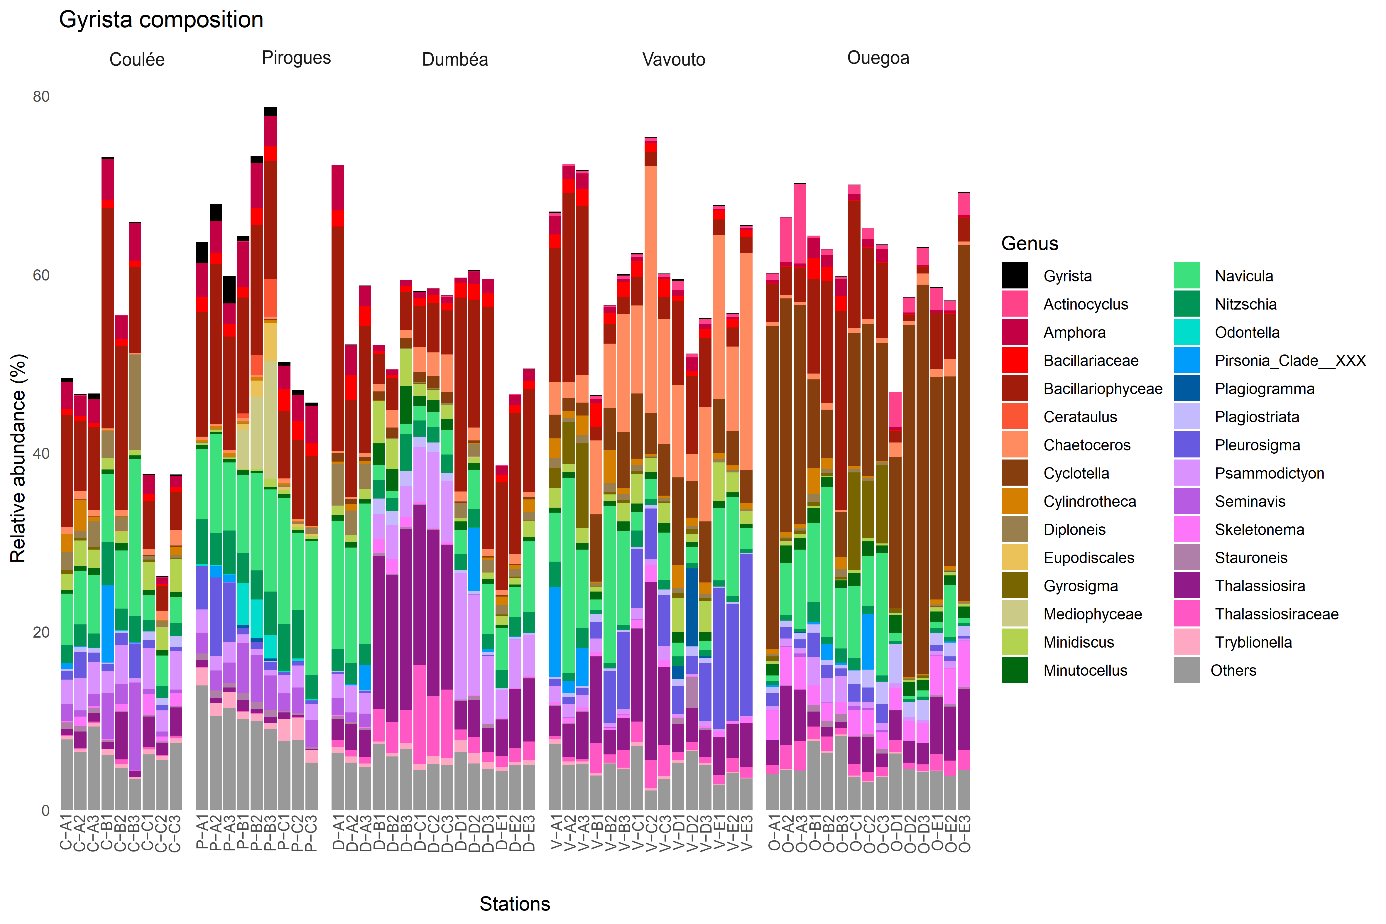 Gyrista composition
Coulée Pirogues Dumbéa Vavouto Ouegoa
80
60
40
20
0
Relative abundance (%)
C−A1 C−A2 C−A3 C−B1 C−B2 C−B3 C−C1 C−C2 C−C3 P−A1 P−A2 P−A3 P−B1 P−B2 P−B3 P−C1 P−C2 P−C3 D−A1 D−A2 D−A3 D−B1 D−B2 D−B3 D−C1 D−C2 D−C3 D−D1 D−D2 D−D3 D−E1 D−E2 D−E3 V−A1 V−A2 V−A3 V−B1 V−B2 V−B3 V−C1 V−C2 V−C3 V−D1 V−D2 V−D3 V−E1 V−E2 V−E3 O−A1 O−A2 O−A3 O−B1 O−B2 O−B3 O−C1 O−C2 O−C3 O−D1 O−D2 O−D3 O−E1 O−E2 O−E3
Stations
Genus
Gyrista
Actinocyclus
Amphora
Bacillariaceae
Bacillariophyceae
Cerataulus
Chaetoceros
Cyclotella
Cylindrotheca
Diploneis
Eupodiscales
Gyrosigma
Mediophyceae
Minidiscus
Minutocellus
Navicula
Nitzschia
Odontella
Pirsonia_Clade__XXX
Plagiogramma
Plagiostriata
Pleurosigma
Psammodictyon
Seminavis
Skeletonema
Stauroneis
Thalassiosira
Thalassiosiraceae
Tryblionella
Others